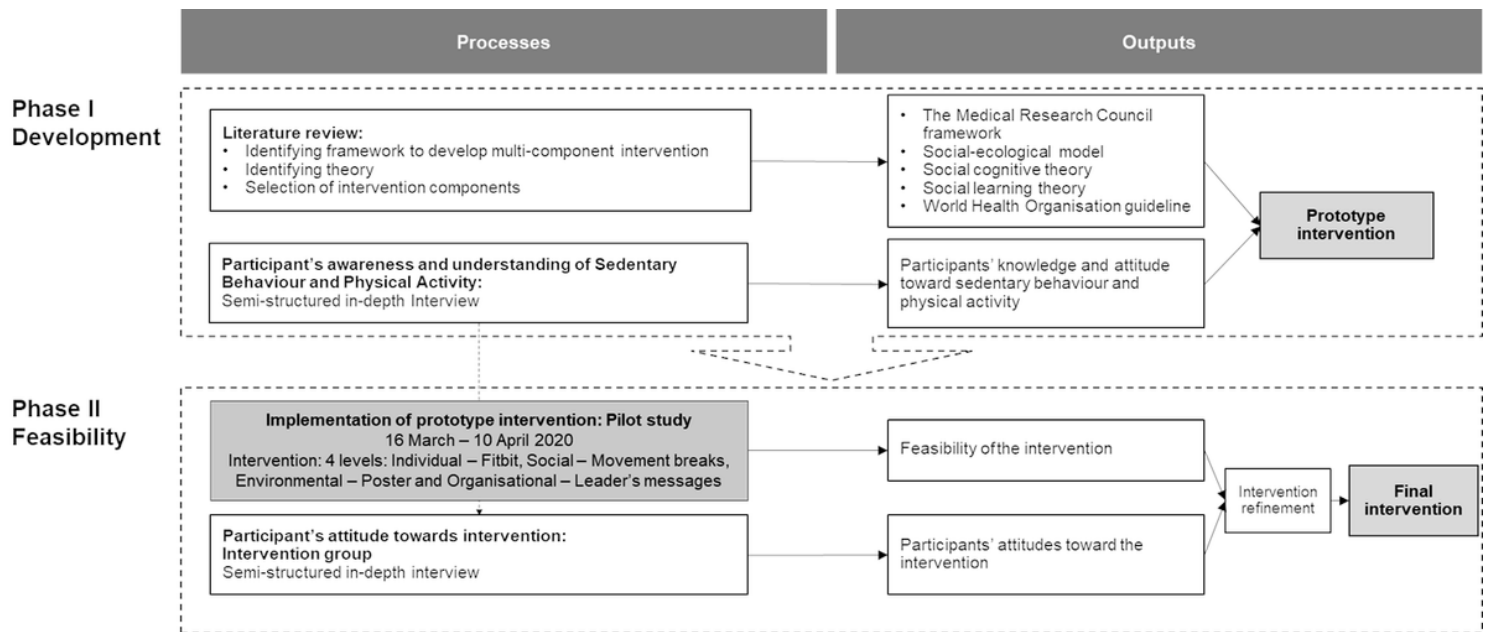 Processes
Outputs
Phase I
Development
Literature review:
• Identifying framework to develop multi-component intervention
• Identifying theory
• Selection of intervention components
• The Medical Research Council
framework
• Social-ecological model
• Social cognitive theory
• Social learning theory
• World Health Organisation guideline
Prototype
intervention
Participant's awareness and understanding of Sedentary
Behaviour and Physical Activity:
Semi-structured in-depth Interview
Participants' knowledge and attitude
toward sedentary behaviour and
physical activity
Phase II
Feasibility
Implementation of prototype intervention: Pilot study
16 March – 10 April 2020
Intervention: 4 levels: Individual – Fitbit, Social – Movement breaks,
Environmental – Poster and Organisational – Leader's messages
Feasibility of the intervention
Intervention
refinement
Final
intervention
Participant's attitude towards intervention:
Intervention group
Semi-structured in-depth interview
Participants' attitudes toward the
intervention